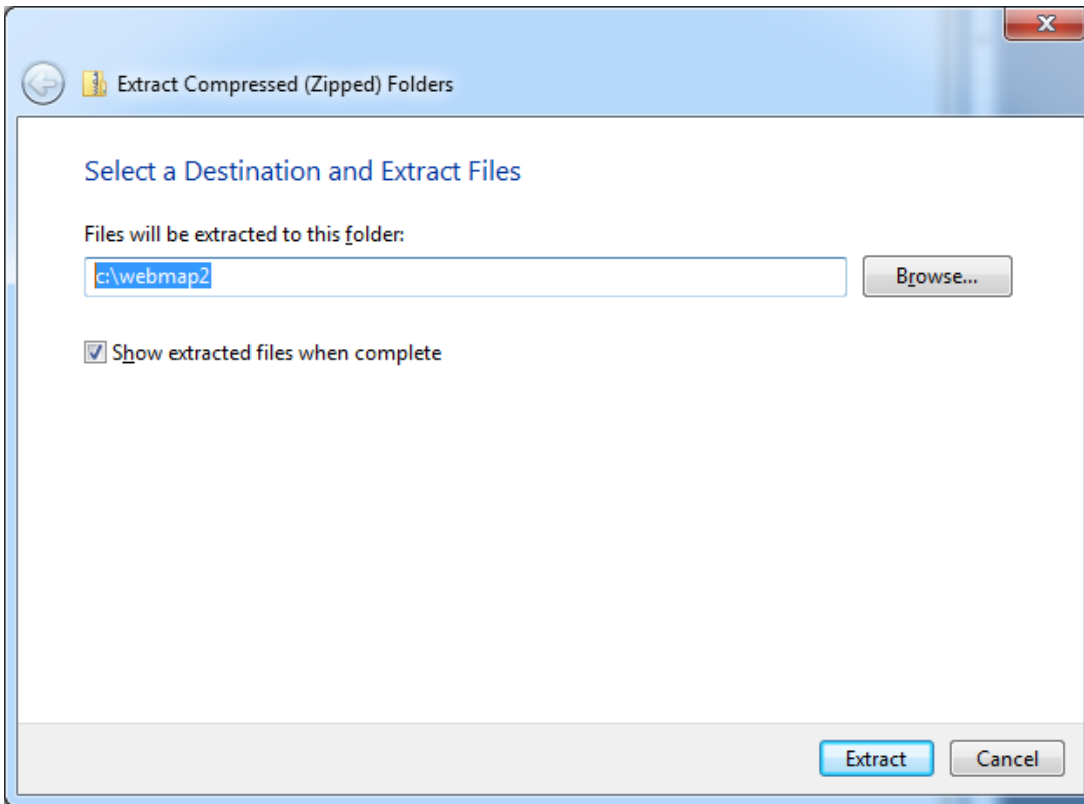 Extract Compressed (Zipped) Folders
Select a Destination and Extract Files
Files will be extracted to this folder:
c:\webmap2
Browse...
Show extracted files when complete
Extract
Cancel